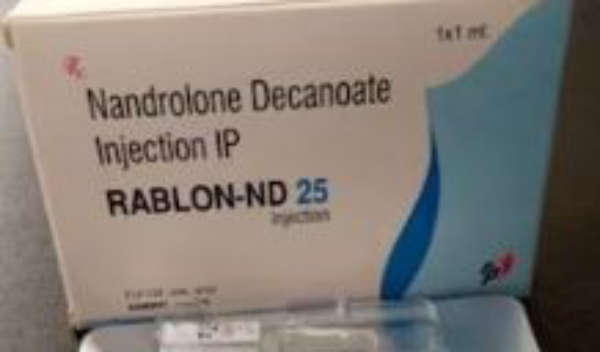 1x1 ml.
Nandrolone Decanoate
Injection IP
RABLON-ND 25
Injection